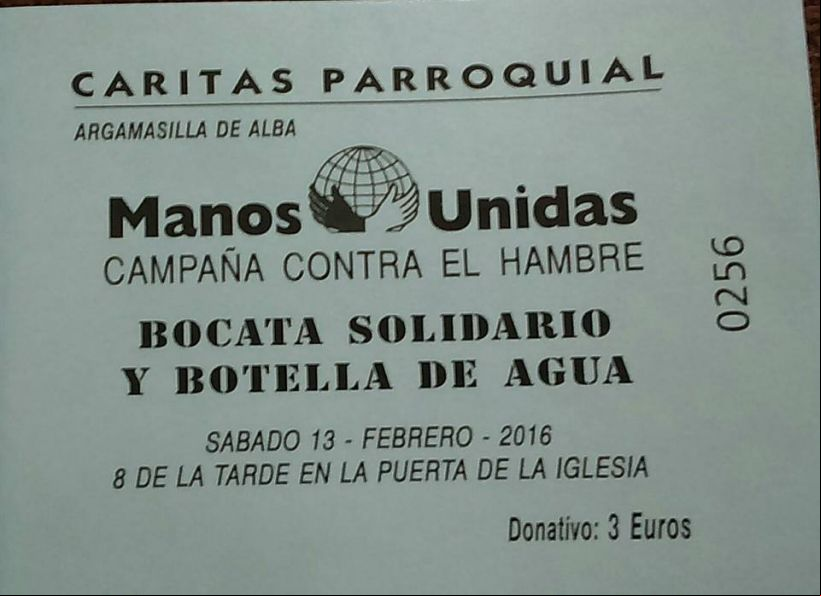 CARITAS PARROQUIAL
ARGAMASILLA DE ALBA
Manos Unidas
CAMPAÑA CONTRA EL HAMBRE
BOCATA SOLIDARIO
Y BOTELLA DE AGUA
SABADO 13 - FEBRERO - 2016
8 DE LA TARDE EN LA PUERTA DE LA IGLESIA
Donativo: 3 Euros
0256